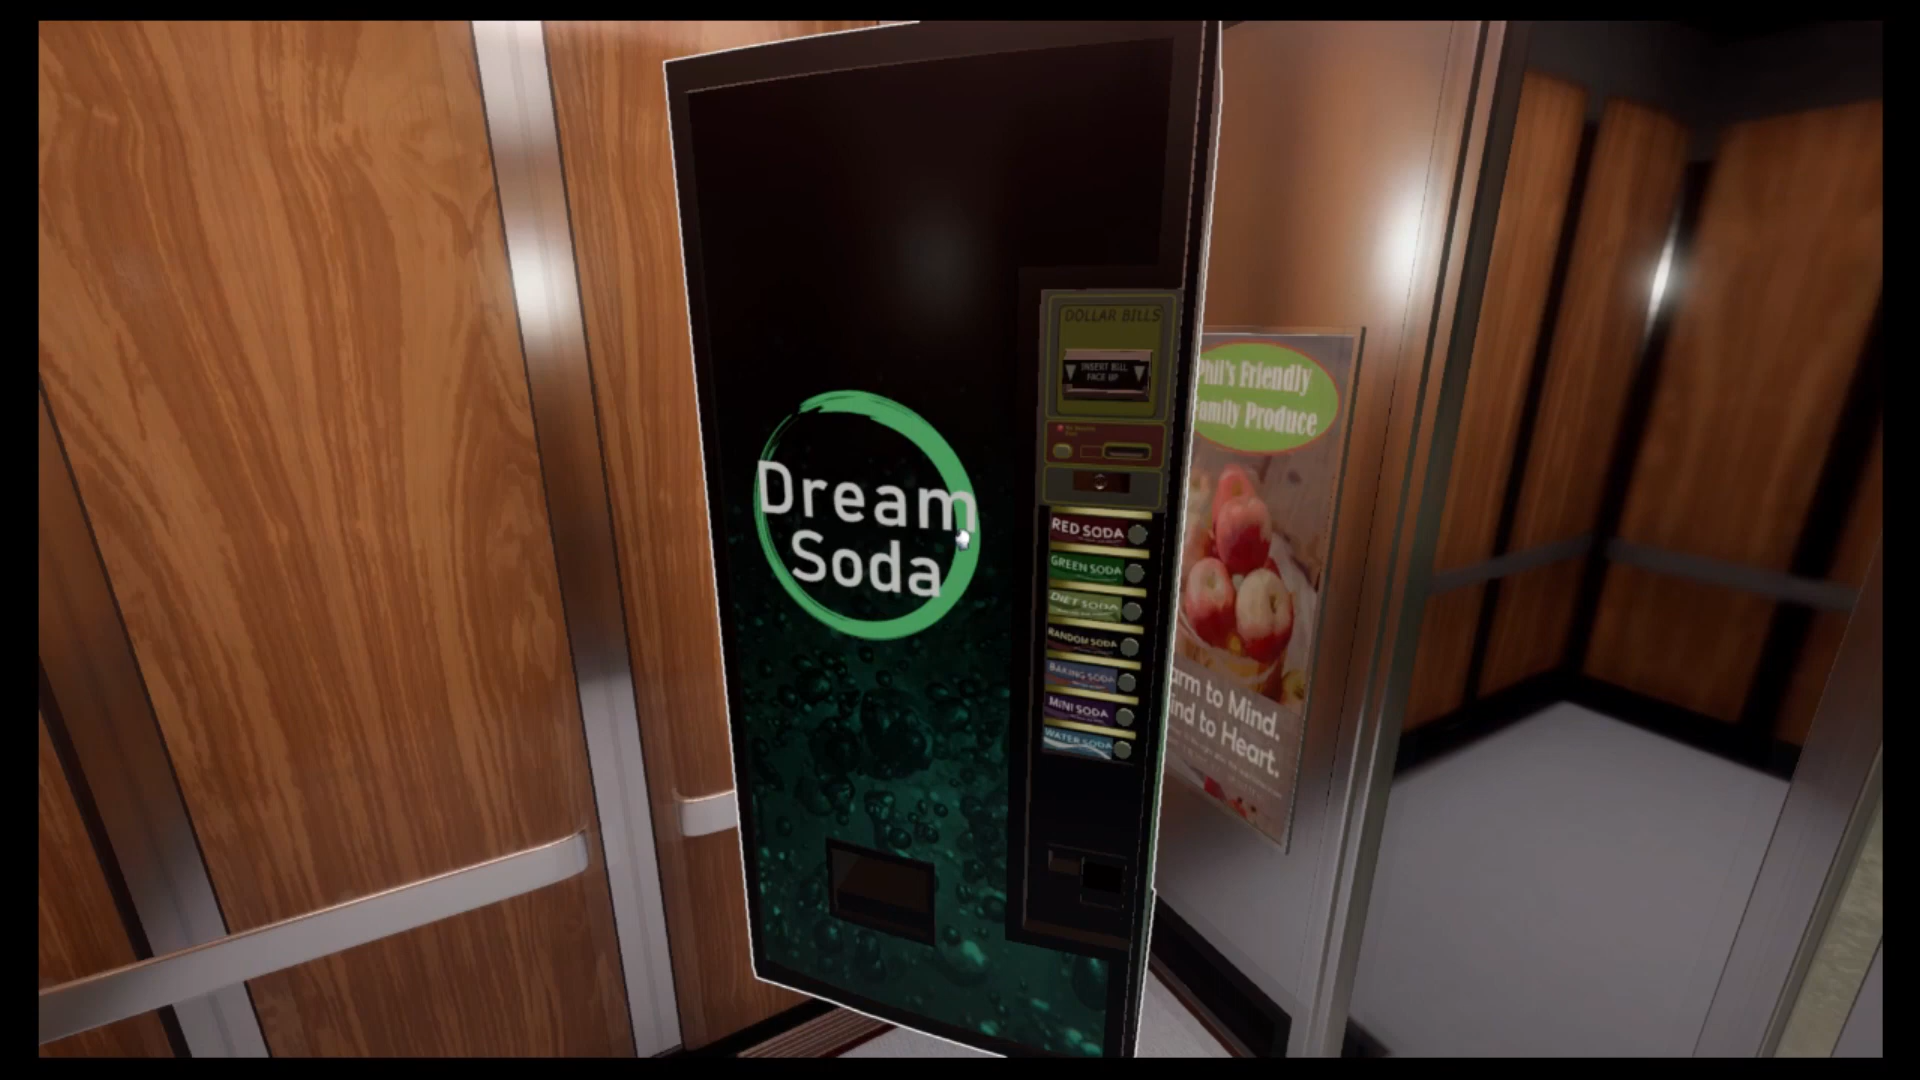 Dream
Soda
DOLLAR BILLS
INSERT BILL
FACE UP
RED SODA
GREEN SODA
DIET SODA
RANDOM SODA
BAKING SODA
MINI SODA
WATER SODA
Phil's Friendly
Family Produce
arm to Mind.
ind to Heart.